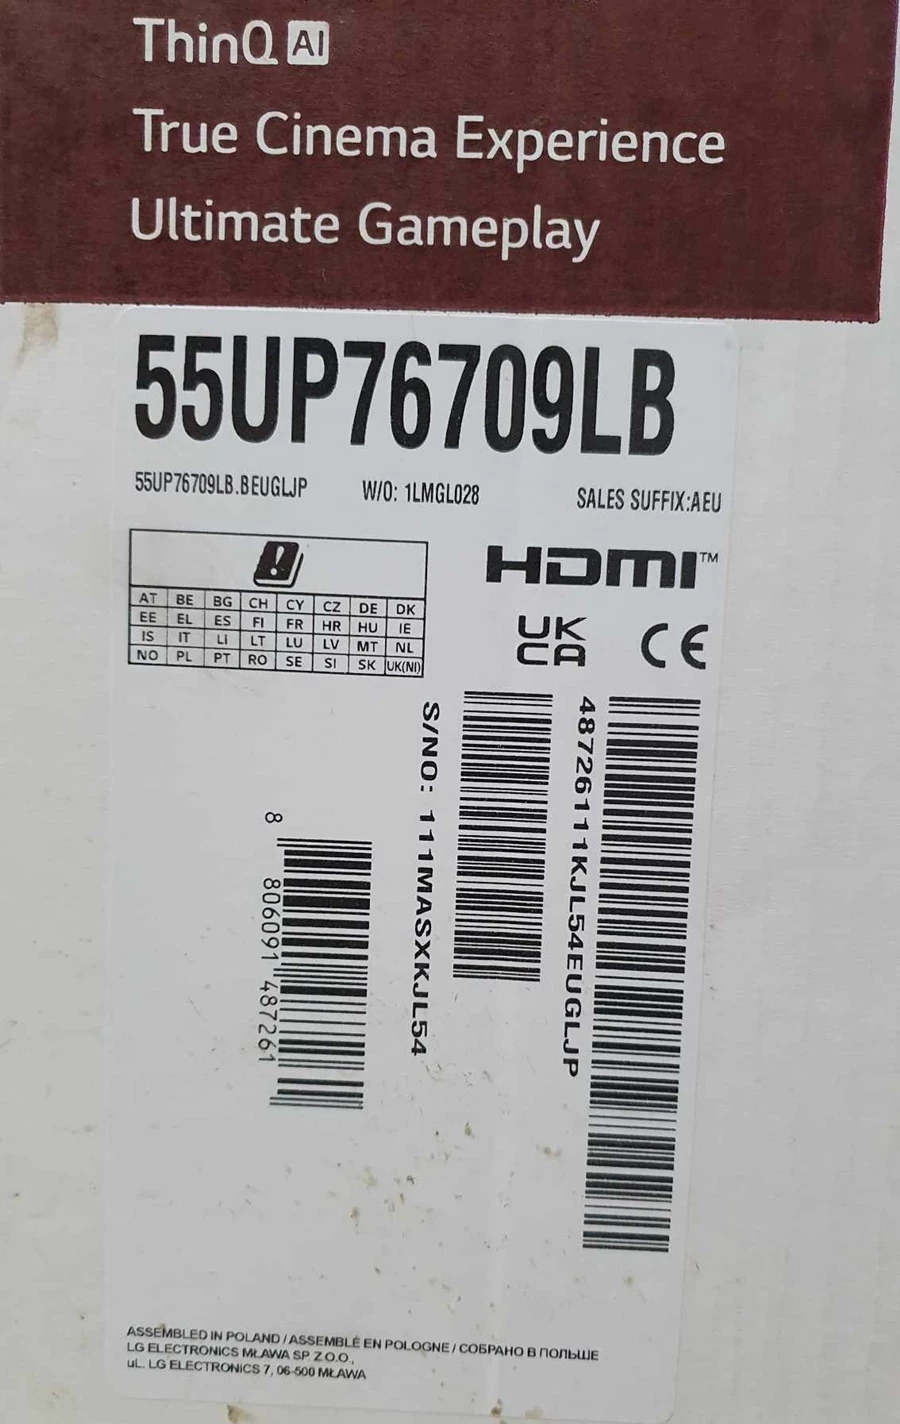 ThinQ AI
True Cinema Experience
Ultimate Gameplay
55UP76709LB
55UP76709LB.BEUGLJP W/O: 1LMGL028 SALES SUFFIX:AEU
HDMI™
AT BE BG CH CY CZ DE DK
EE EL ES FI FR HR HU IE
IS IT LI LT LU LV MT NL
NO PL PT RO SE SI SK UK(NI)
UK
CA
CE
S/NO: 111MASXKJL54
48726111KJL54EUGLJP
8 806091 487261
ASSEMBLED IN POLAND / ASSEMBLÉ EN POLOGNE / СОБРАНО В ПОЛЬШЕ
LG ELECTRONICS MŁAWA SP. Z O.O.,
uL. LG ELECTRONICS 7, 06-500 MŁAWA